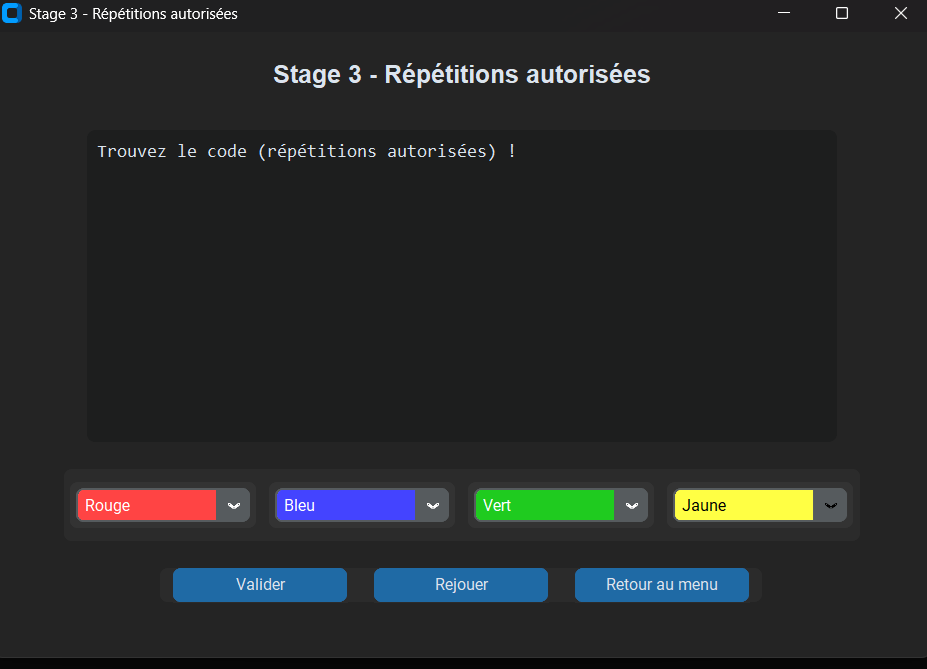 Stage 3 - Répétitions autorisées
Stage 3 - Répétitions autorisées
Trouvez le code (répétitions autorisées) !
Rouge Bleu Vert Jaune
Valider Rejouer Retour au menu